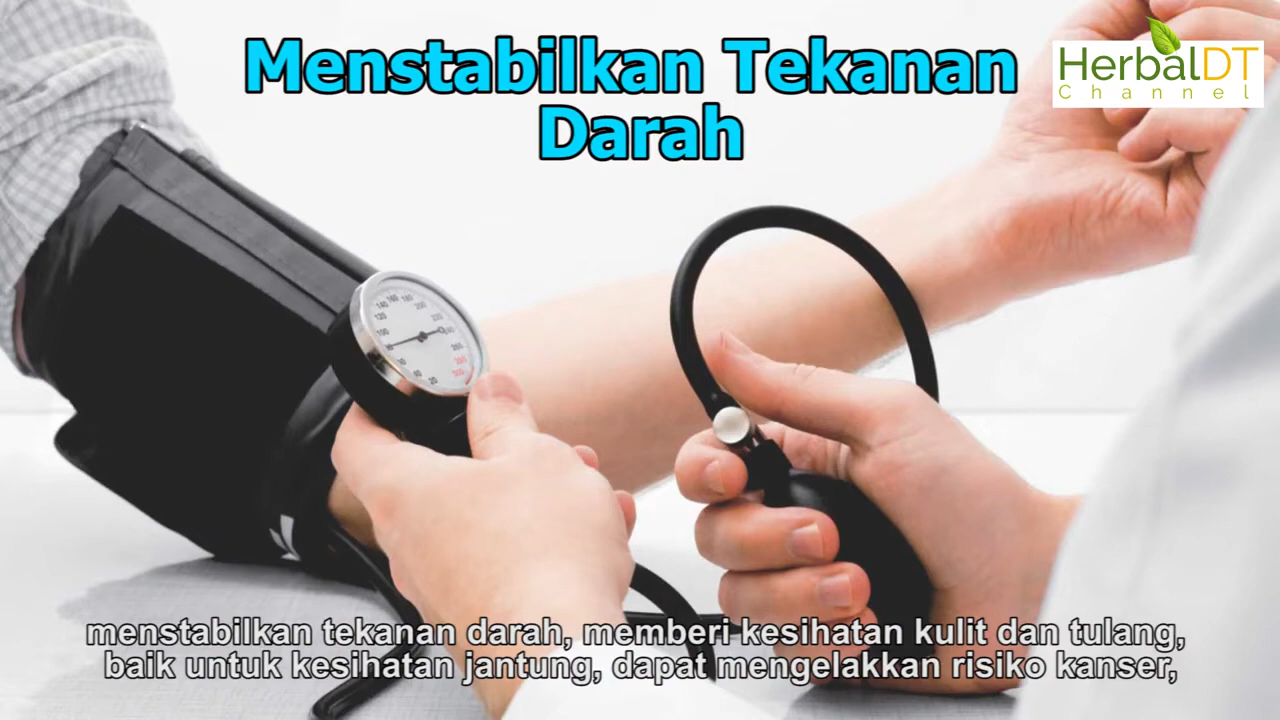 Menstabilkan Tekanan
Darah
HerbalDT
Channel
menstabilkan tekanan darah, memberi kesihatan kulit dan tulang,
baik untuk kesihatan jantung, dapat mengelakkan risiko kanser,